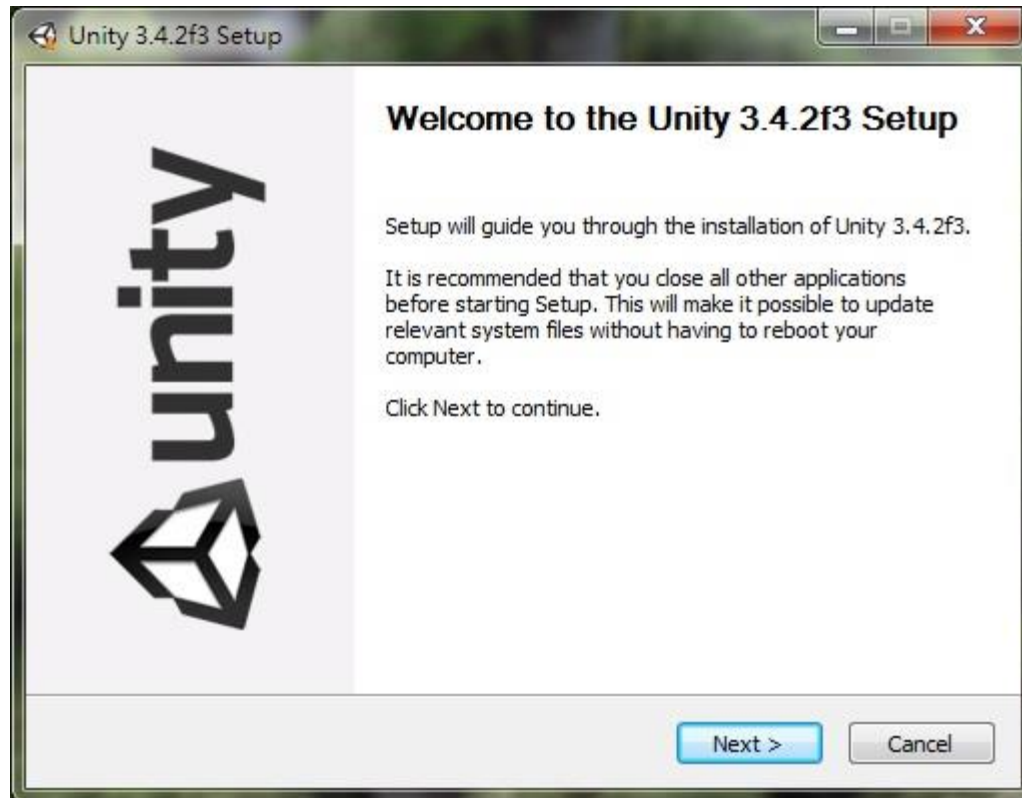 Unity 3.4.2f3 Setup
Welcome to the Unity 3.4.2f3 Setup
unity
Setup will guide you through the installation of Unity 3.4.2f3.
It is recommended that you close all other applications
before starting Setup. This will make it possible to update
relevant system files without having to reboot your
computer.
Click Next to continue.
Next >
Cancel